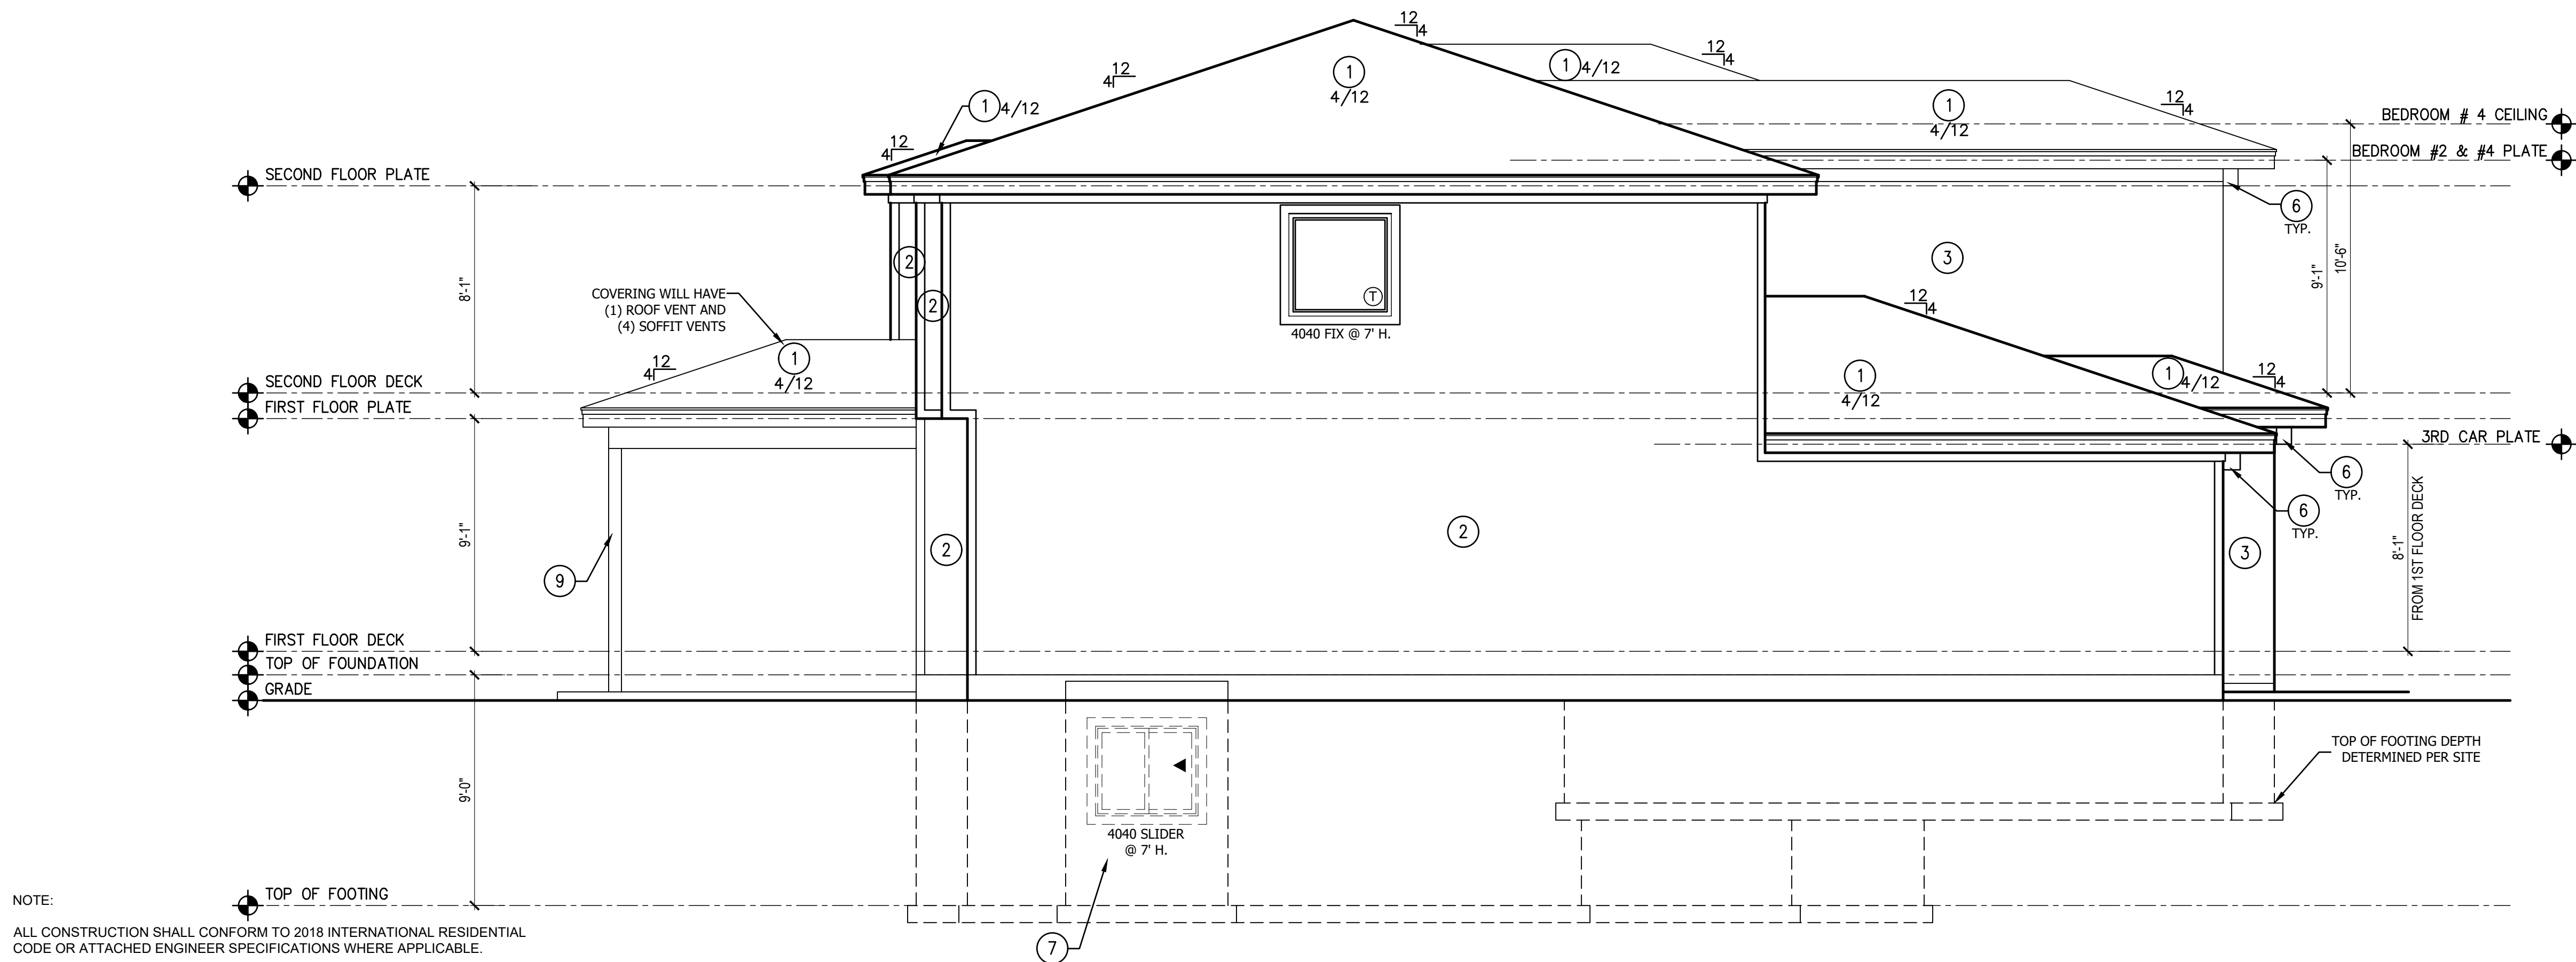 12
4
12
4
1
4/12
1 4/12
12
4
1 4/12
1
4/12
12
4
12
4
BEDROOM # 4 CEILING
BEDROOM #2 & #4 PLATE
SECOND FLOOR PLATE
6
TYP.
8'-1"
2
2
3
9'-1"
10'-6"
COVERING WILL HAVE
(1) ROOF VENT AND
(4) SOFFIT VENTS
T
4040 FIX @ 7' H.
12
4
12
4
1
4/12
1
4/12
1 4/12
12
4
SECOND FLOOR DECK
FIRST FLOOR PLATE
3RD CAR PLATE
6
TYP.
6
TYP.
9'-1"
9
2
2
3
8'-1"
FROM 1ST FLOOR DECK
FIRST FLOOR DECK
TOP OF FOUNDATION
GRADE
TOP OF FOOTING DEPTH
DETERMINED PER SITE
9'-0"
4040 SLIDER
@ 7' H.
TOP OF FOOTING
7
NOTE:
ALL CONSTRUCTION SHALL CONFORM TO 2018 INTERNATIONAL RESIDENTIAL
CODE OR ATTACHED ENGINEER SPECIFICATIONS WHERE APPLICABLE.